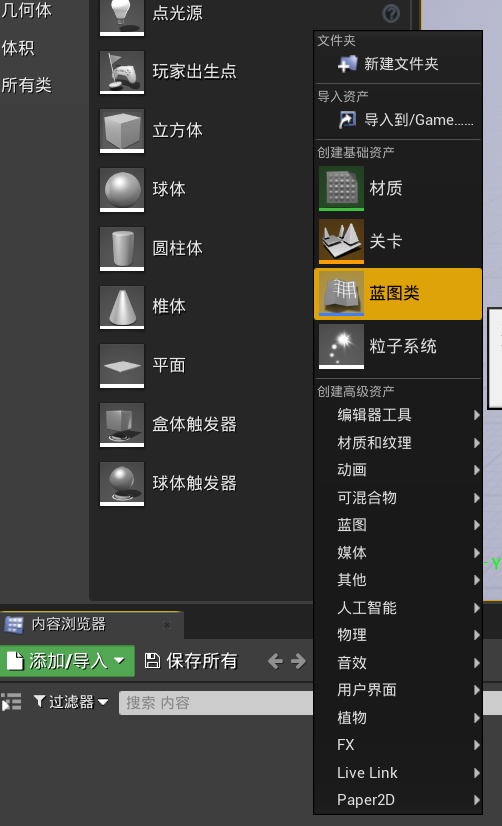 几何体
体积
所有类
点光源
玩家出生点
立方体
球体
圆柱体
椎体
平面
盒体触发器
球体触发器
文件夹
新建文件夹
导入资产
导入到/Game......
创建基础资产
材质
关卡
蓝图类
粒子系统
创建高级资产
编辑器工具
材质和纹理
动画
可混合物
蓝图
媒体
其他
人工智能
物理
音效
用户界面
植物
FX
Live Link
Paper2D
Y
内容浏览器
添加/导入
保存所有
过滤器
搜索 内容